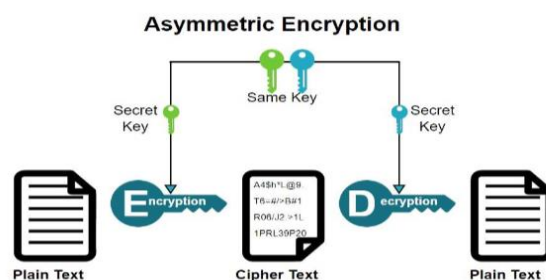 Asymmetric Encryption
Same Key
Secret
Key
Secret
Key
Encryption
A4$h*L@9.
T6=#/>B#1
R06/J2.>1L
1PRL39P20
Decryption
Plain Text
Cipher Text
Plain Text